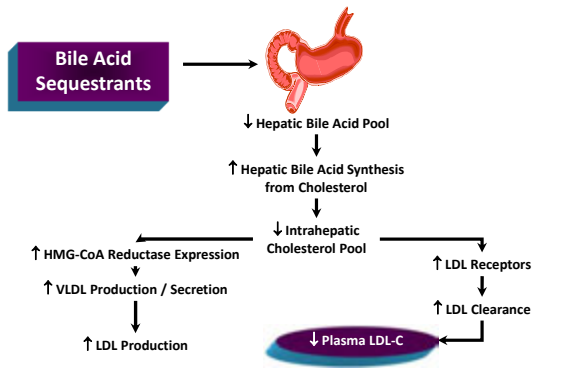 Bile Acid
Sequestrants
↓ Hepatic Bile Acid Pool
↑ Hepatic Bile Acid Synthesis
from Cholesterol
↓ Intrahepatic
Cholesterol Pool
↑ HMG-CoA Reductase Expression
↑ VLDL Production / Secretion
↑ LDL Production
↑ LDL Receptors
↑ LDL Clearance
↓ Plasma LDL-C